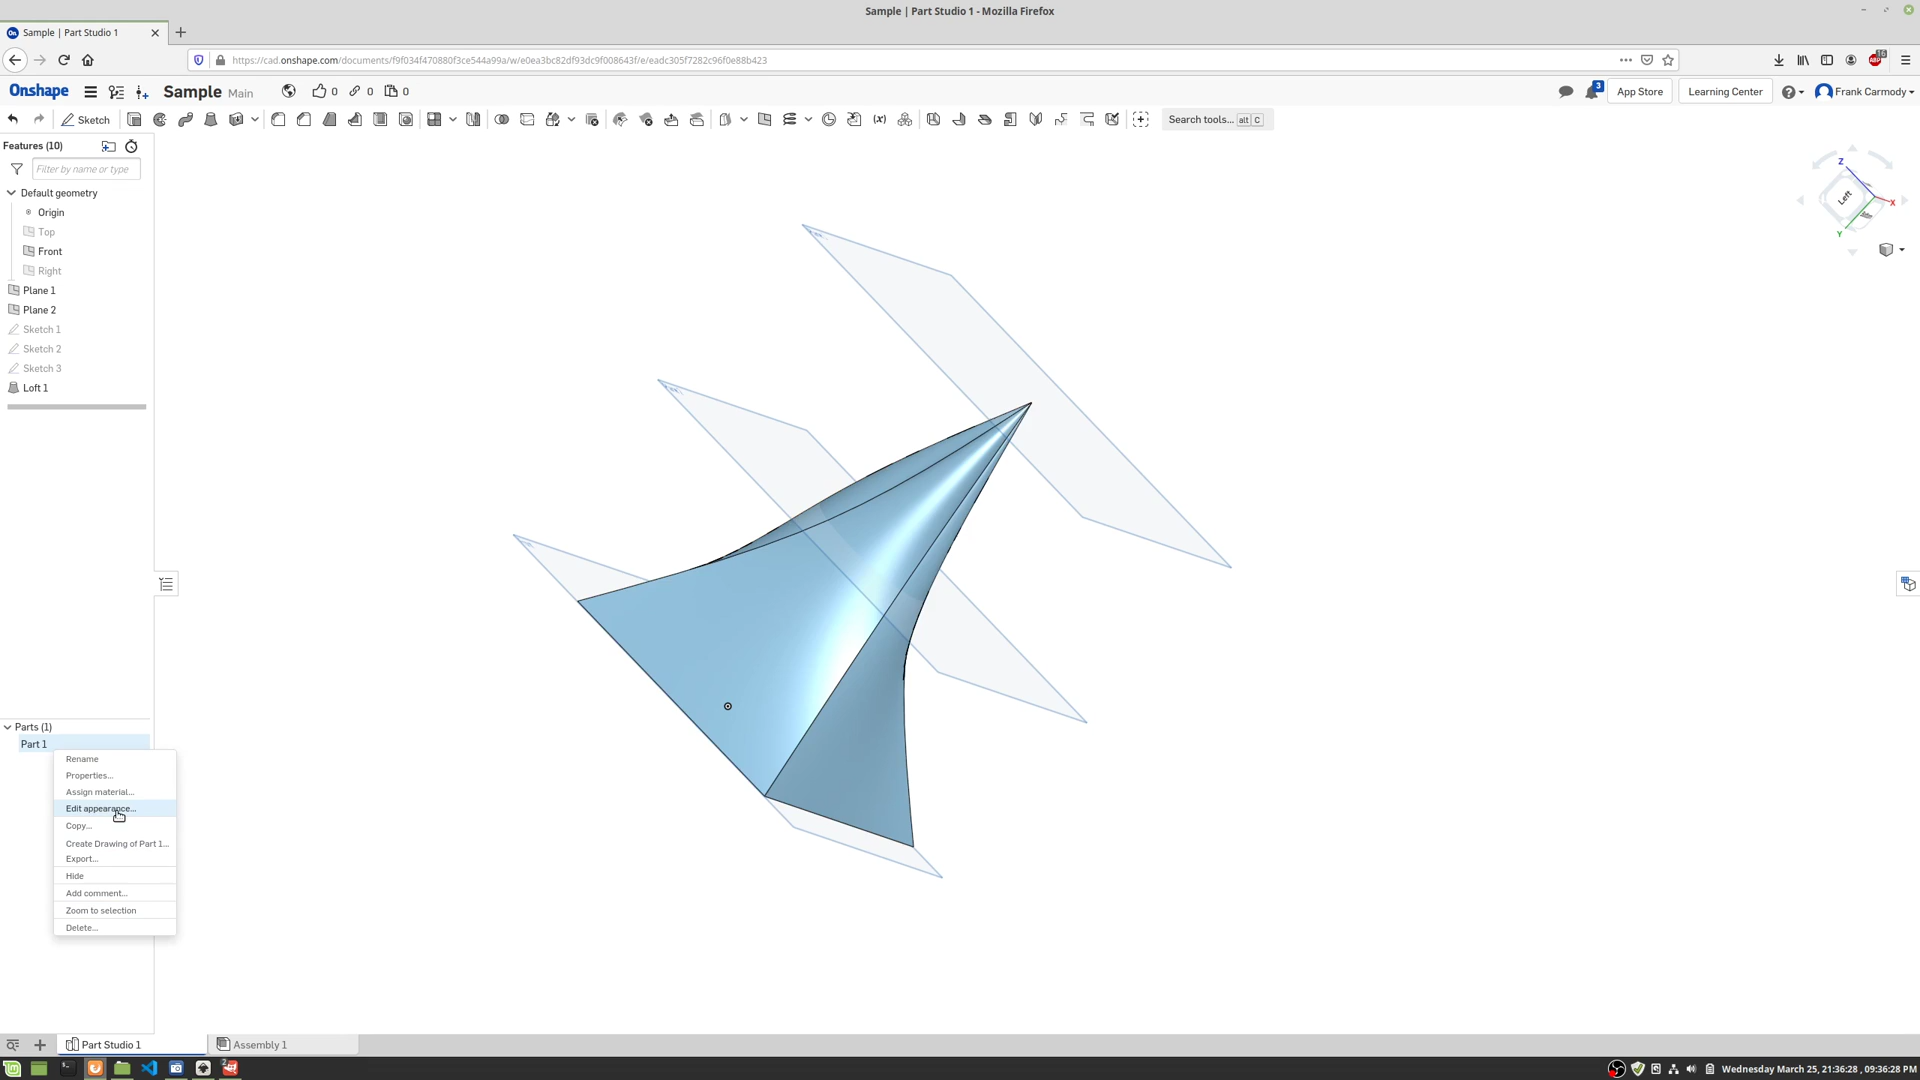 Sample | Part Studio 1 - Mozilla Firefox
On Sample | Part Studio 1
https://cad.onshape.com/documents/f9f034f470880f3ce544a99a/w/e0ea3bc82df93dc9f008643f/e/eadc305f7282c96f0e88b423
16
ABP
Onshape Sample Main 0 0 0
3 App Store Learning Center Frank Carmody
Sketch (x) Search tools... alt C
Features (10)
Filter by name or type
Default geometry
Origin
Top
Front
Right
Plane 1
Plane 2
Sketch 1
Sketch 2
Sketch 3
Loft 1
Z
Left
X
Y
Parts (1)
Part 1
Rename
Properties...
Assign material...
Edit appearance...
Copy...
Create Drawing of Part 1...
Export...
Hide
Add comment...
Zoom to selection
Delete...
Part Studio 1 Assembly 1
2
Wednesday March 25, 21:36:28 , 09:36:28 PM